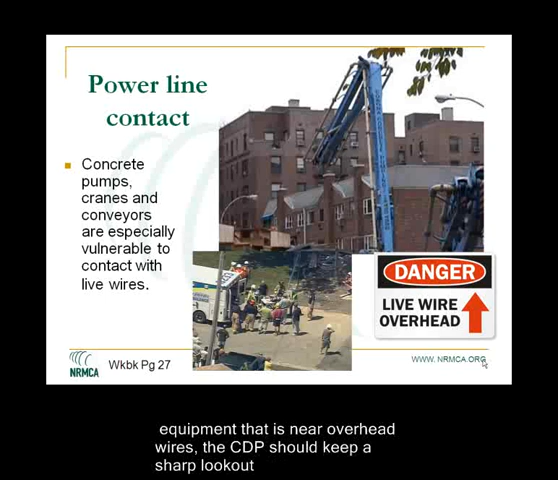 Power line
contact
Concrete
pumps,
cranes and
conveyors
are especially
vulnerable to
contact with
live wires.
DANGER
LIVE WIRE
OVERHEAD
NRMCA
Wkbk Pg 27
WWW. NRMCA.ORG
equipment that is near overhead
wires, the CDP should keep a
sharp lookout